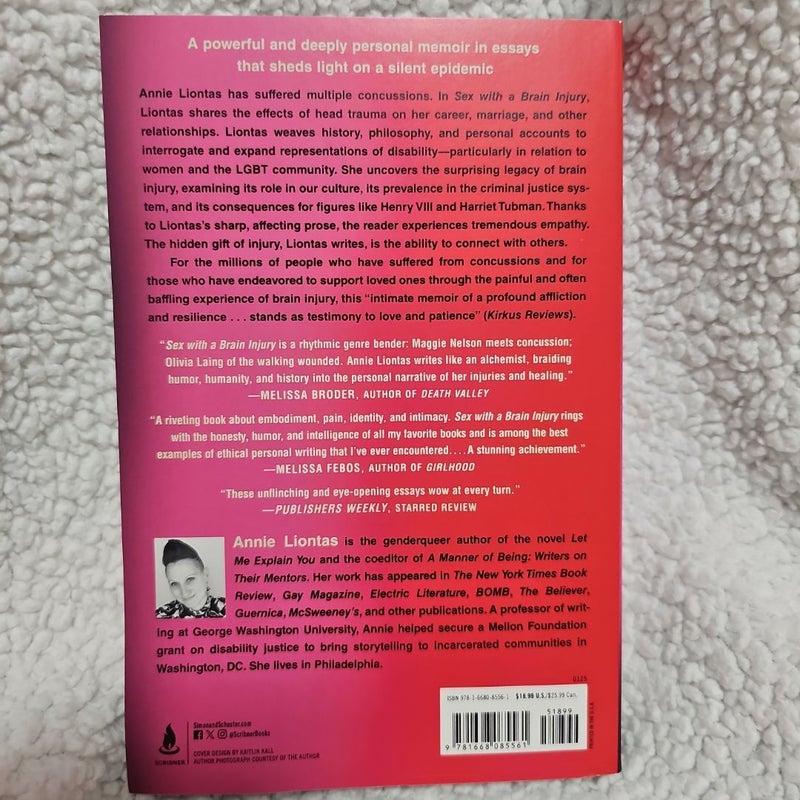 A powerful and deeply personal memoir in essays
that sheds light on a silent epidemic
Annie Liontas has suffered multiple concussions. In Sex with a Brain Injury,
Liontas shares the effects of head trauma on her career, marriage, and other
relationships. Liontas weaves history, philosophy, and personal accounts to
interrogate and expand representations of disability—particularly in relation to
women and the LGBT community. She uncovers the surprising legacy of brain
injury, examining its role in our culture, its prevalence in the criminal justice sys-
tem, and its consequences for figures like Henry VIII and Harriet Tubman. Thanks
to Liontas's sharp, affecting prose, the reader experiences tremendous empathy.
The hidden gift of injury, Liontas writes, is the ability to connect with others.
For the millions of people who have suffered from concussions and for
those who have endeavored to support loved ones through the painful and often
baffling experience of brain injury, this “intimate memoir of a profound affliction
and resilience . . . stands as testimony to love and patience” (Kirkus Reviews).
“Sex with a Brain Injury is a rhythmic genre bender: Maggie Nelson meets concussion;
Olivia Laing of the walking wounded. Annie Liontas writes like an alchemist, braiding
humor, humanity, and history into the personal narrative of her injuries and healing.”
—MELISSA BRODER, AUTHOR OF DEATH VALLEY
“A riveting book about embodiment, pain, identity, and intimacy. Sex with a Brain Injury rings
with the honesty, humor, and intelligence of all my favorite books and is among the best
examples of ethical personal writing that I've ever encountered. . . . A stunning achievement.”
—MELISSA FEBOS, AUTHOR OF GIRLHOOD
“These unflinching and eye-opening essays wow at every turn.”
—PUBLISHERS WEEKLY, STARRED REVIEW
Annie Liontas is the genderqueer author of the novel Let
Me Explain You and the coeditor of A Manner of Being: Writers on
Their Mentors. Her work has appeared in The New York Times Book
Review, Gay Magazine, Electric Literature, BOMB, The Believer,
Guernica, McSweeney's, and other publications. A professor of writ-
ing at George Washington University, Annie helped secure a Mellon Foundation
grant on disability justice to bring storytelling to incarcerated communities in
Washington, DC. She lives in Philadelphia.
0125
ISBN 978-1-6680-8556-1 $18.99 U.S./$25.99 Can.
51899
9 781668 085561
PRINTED IN THE U.S.A.
SimonandSchuster.com
@ScribnerBooks
SCRIBNER
COVER DESIGN BY KAITLIN KALL
AUTHOR PHOTOGRAPH COURTESY OF THE AUTHOR